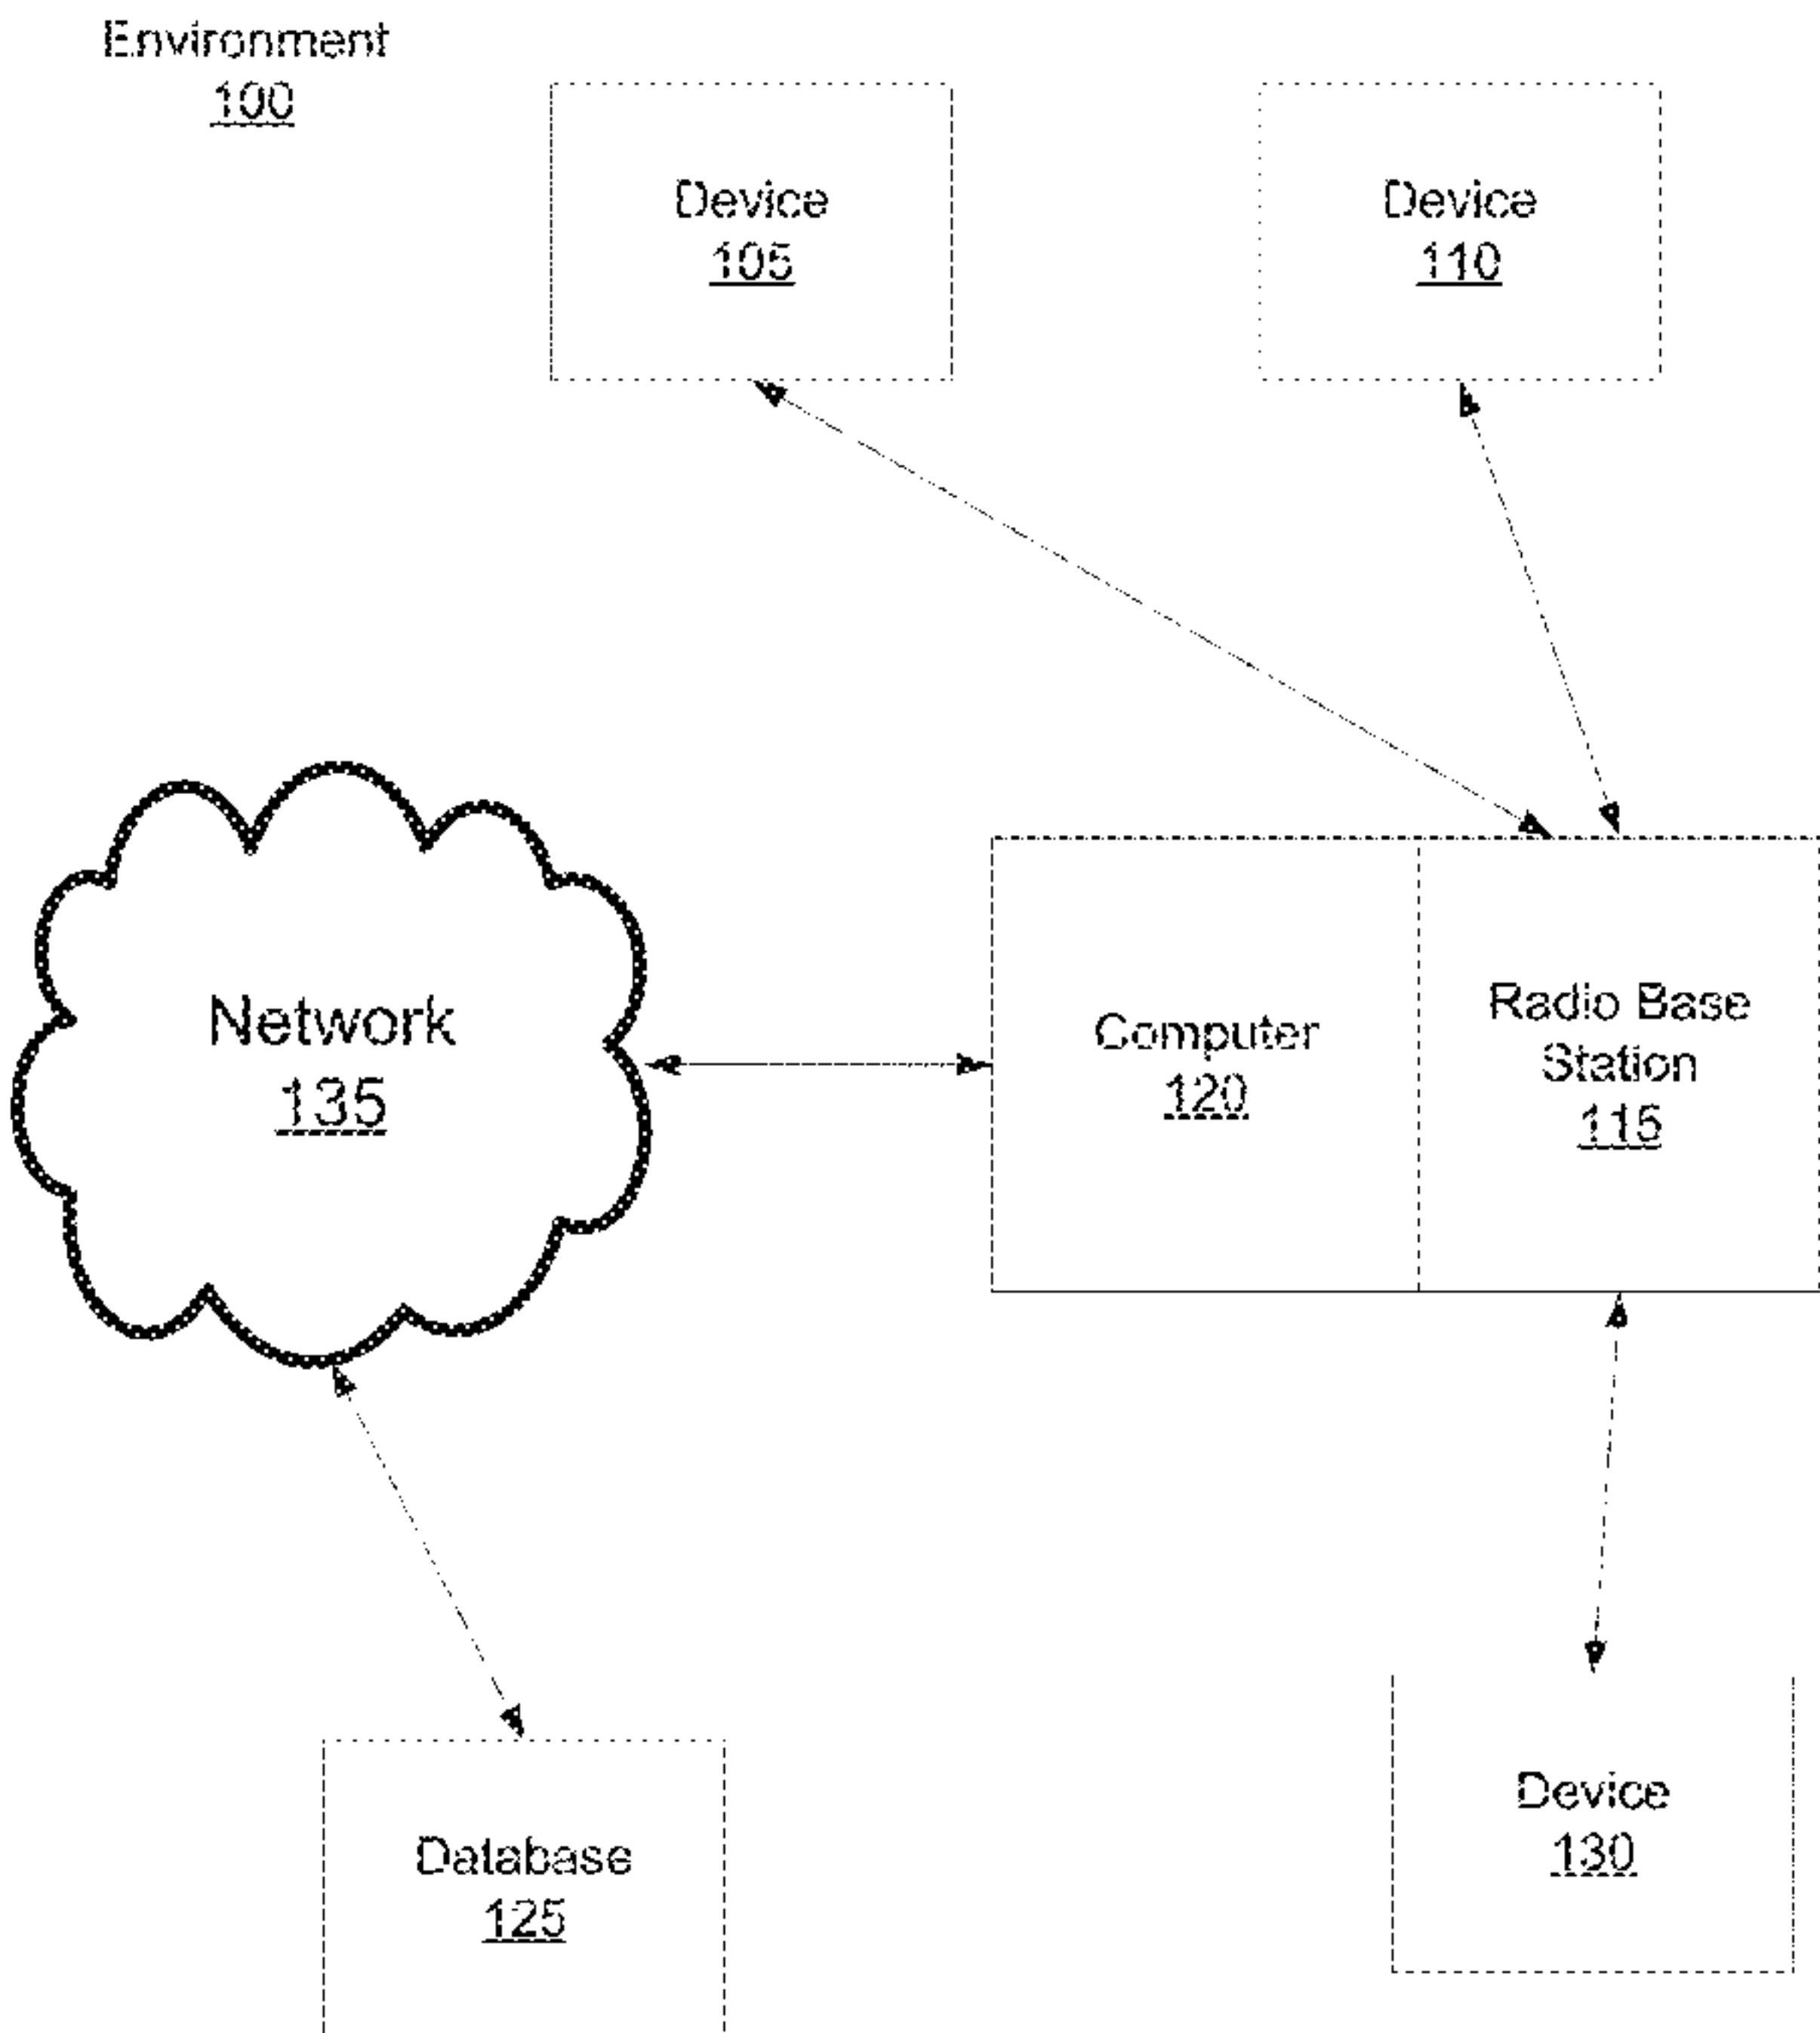 Environment
100
Device
105
Device
110
Network
135
Computer
120
Radio Base
Station
115
Database
125
Device
130